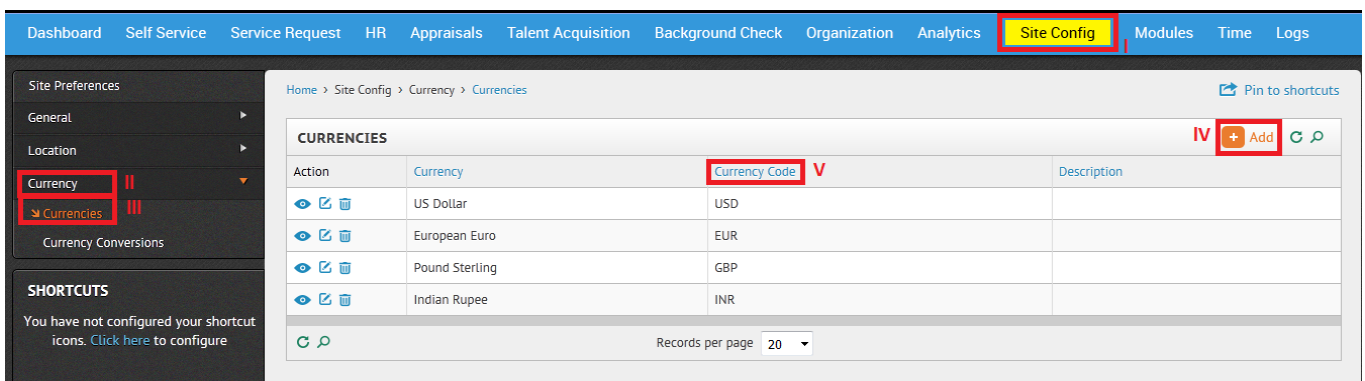 Dashboard Self Service Service Request HR Appraisals Talent Acquisition Background Check Organization Analytics Site Config I Modules Time Logs
Site Preferences
General
Location
Currency II
Currencies III
Currency Conversions
SHORTCUTS
You have not configured your shortcut
icons. Click here to configure
Home > Site Config > Currency > Currencies Pin to shortcuts
CURRENCIES IV + Add
Action Currency Currency Code V Description
US Dollar USD
European Euro EUR
Pound Sterling GBP
Indian Rupee INR
Records per page 20